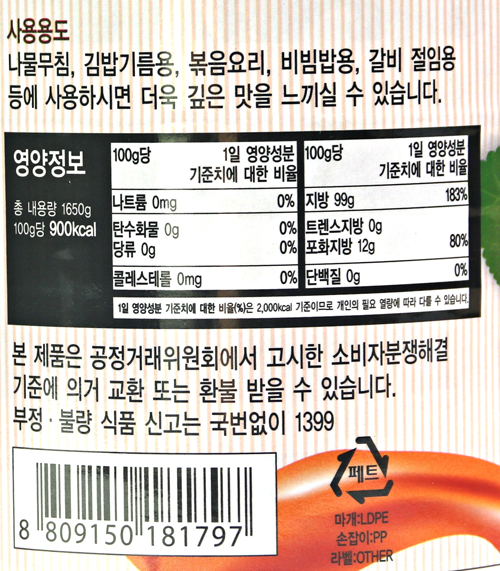 사용용도
나물무침, 김밥기름용, 볶음요리, 비빔밥용, 갈비 절임용
등에 사용하시면 더욱 깊은 맛을 느끼실 수 있습니다.
영양정보
총 내용량 1650g
100g당 900kcal
100g당 1일 영양성분
기준치에 대한 비율
나트륨 0mg 0%
탄수화물 0g 0%
당류 0g 0%
콜레스테롤 0mg 0%
100g당 1일 영양성분
기준치에 대한 비율
지방 99g 183%
트렌스지방 0g
포화지방 12g 80%
단백질 0g 0%
1일 영양성분 기준치에 대한 비율(%)은 2,000kcal 기준이므로 개인의 필요 열량에 따라 다를 수 있습니다.
본 제품은 공정거래위원회에서 고시한 소비자분쟁해결
기준에 의거 교환 또는 환불 받을 수 있습니다.
부정·불량 식품 신고는 국번없이 1399
8 809150 181797
페트
마개:LDPE
손잡이:PP
라벨:OTHER